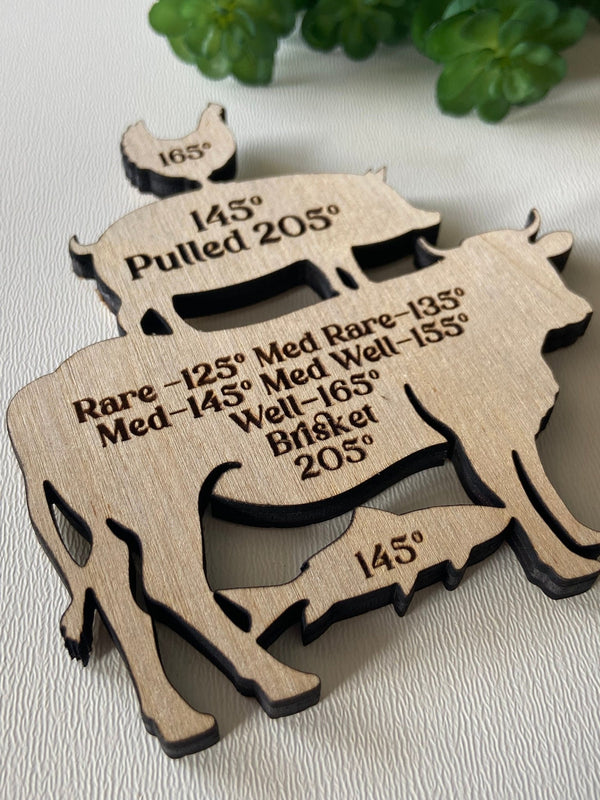 165°
145°
Pulled 205°
Rare -125° Med Rare-135°
Med-145° Med Well-155°
Well-165°
Brisket
205°
145°